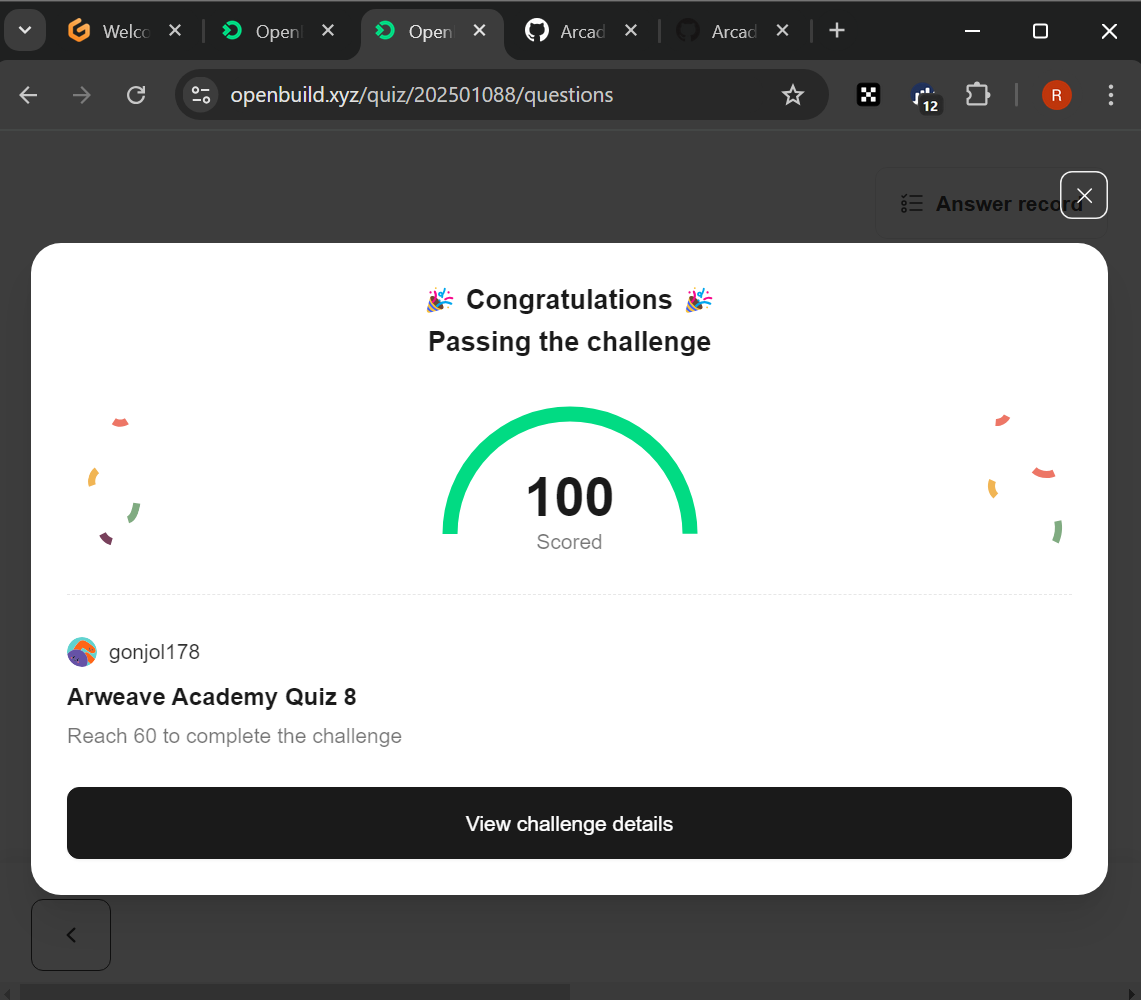 Welco
Open
Open
Arcad
Arcad
openbuild.xyz/quiz/202501088/questions
12
R
Answer record
Congratulations
Passing the challenge
100
Scored
gonjol178
Arweave Academy Quiz 8
Reach 60 to complete the challenge
View challenge details